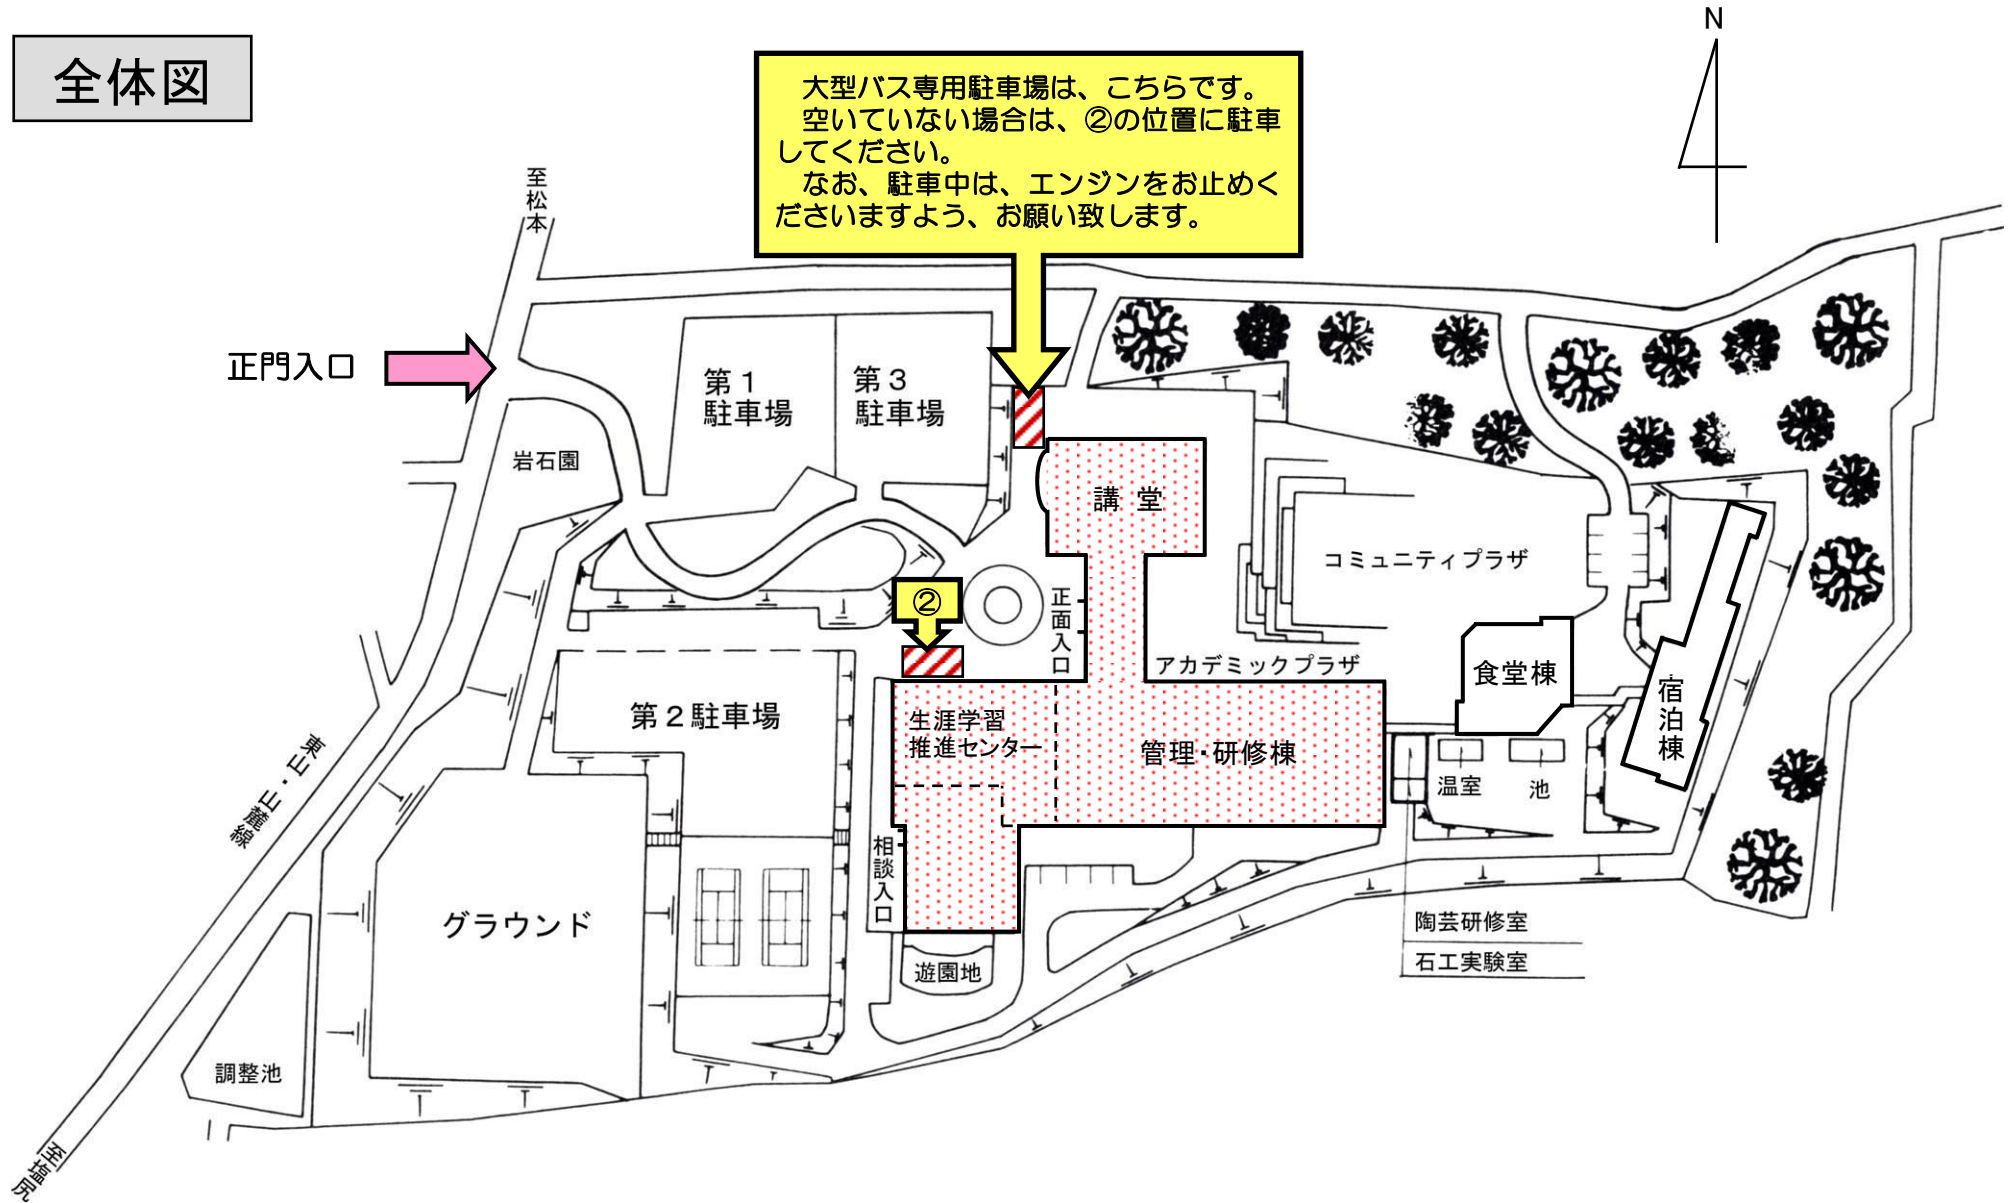 全体図
N
大型バス専用駐車場は、こちらです。
空いていない場合は、②の位置に駐車
してください。
なお、駐車中は、エンジンをお止めく
ださいますよう、お願い致します。
至松本
正門入口
第１
駐車場
第３
駐車場
岩石園
講 堂
コミュニティプラザ
②
正面入口
アカデミックプラザ
食堂棟
宿泊棟
第２駐車場
生涯学習
推進センター
管理・研修棟
温室
池
東山・山麓線
相談入口
グラウンド
陶芸研修室
石工実験室
遊園地
調整池
至塩尻